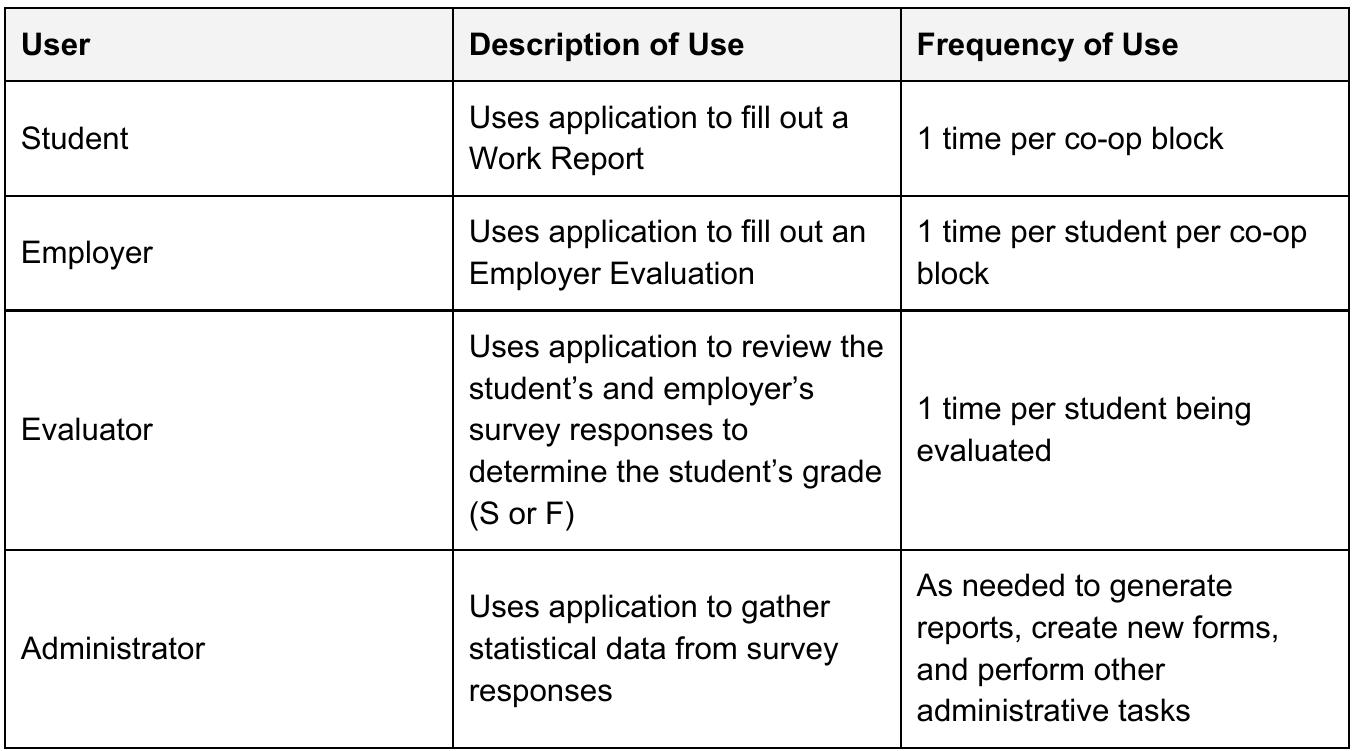 User
Description of Use
Frequency of Use
Student
Uses application to fill out a
Work Report
1 time per co-op block
Employer
Uses application to fill out an
Employer Evaluation
1 time per student per co-op
block
Evaluator
Uses application to review the
student’s and employer’s
survey responses to
determine the student’s grade
(S or F)
1 time per student being
evaluated
Administrator
Uses application to gather
statistical data from survey
responses
As needed to generate
reports, create new forms,
and perform other
administrative tasks